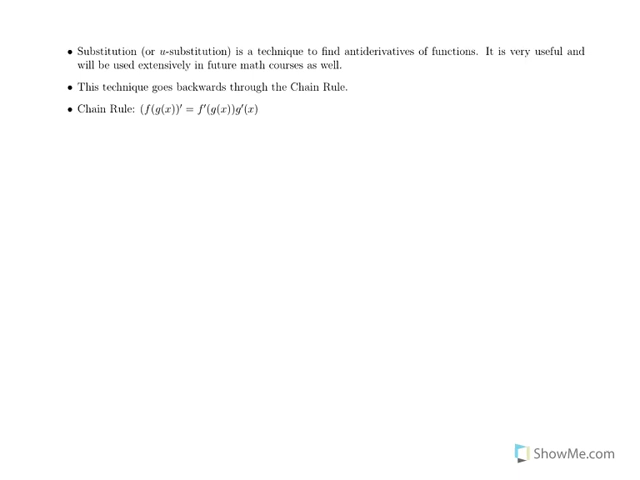 • Substitution (or u-substitution) is a technique to find antiderivatives of functions. It is very useful and
will be used extensively in future math courses as well.
• This technique goes backwards through the Chain Rule.
• Chain Rule: (f(g(x))′ = f′(g(x))g′(x)
ShowMe.com